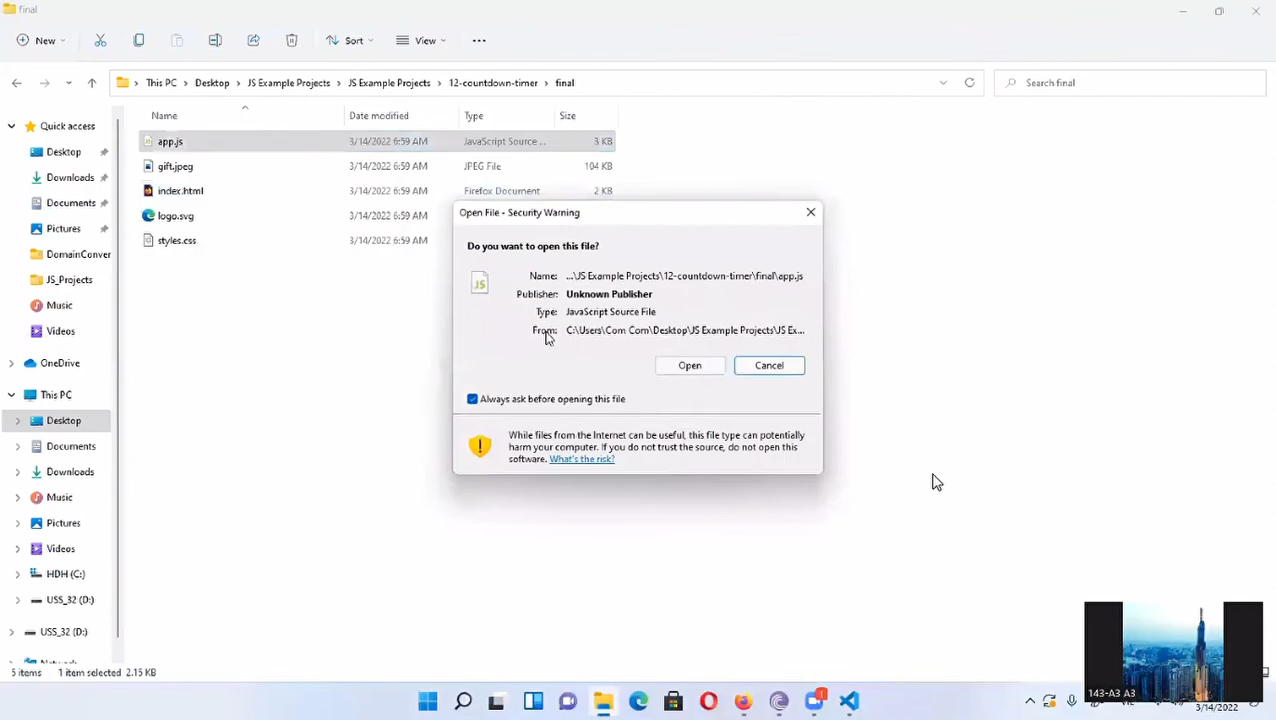 final
New
Sort
View
This PC
Desktop
JS Example Projects
JS Example Projects
12-countdown-timer
final
Search final
Name
Date modified
Type
Size
app.js
3/14/2022 6:59 AM
JavaScript Source ...
3 KB
gift.jpeg
3/14/2022 6:59 AM
JPEG File
104 KB
index.html
3/14/2022 6:59 AM
Firefox Document
2 KB
logo.svg
3/14/2022 6:59 AM
styles.css
3/14/2022 6:59 AM
Quick access
Desktop
Downloads
Documents
Pictures
DomainConver
JS_Projects
Music
Videos
OneDrive
This PC
Desktop
Documents
Downloads
Music
Pictures
Videos
HDH (C:)
USS_32 (D:)
USS_32 (D:)
Open File - Security Warning
Do you want to open this file?
Name: ...\JS Example Projects\12-countdown-timer\final\app.js
Publisher: Unknown Publisher
Type: JavaScript Source File
From: C:\Users\Com Com\Desktop\JS Example Projects\JS Ex...
Open
Cancel
Always ask before opening this file
While files from the Internet can be useful, this file type can potentially
harm your computer. If you do not trust the source, do not open this
software. What's the risk?
5 items
1 item selected 2.15 KB
JS
143-A3 A3
1
3/14/2022